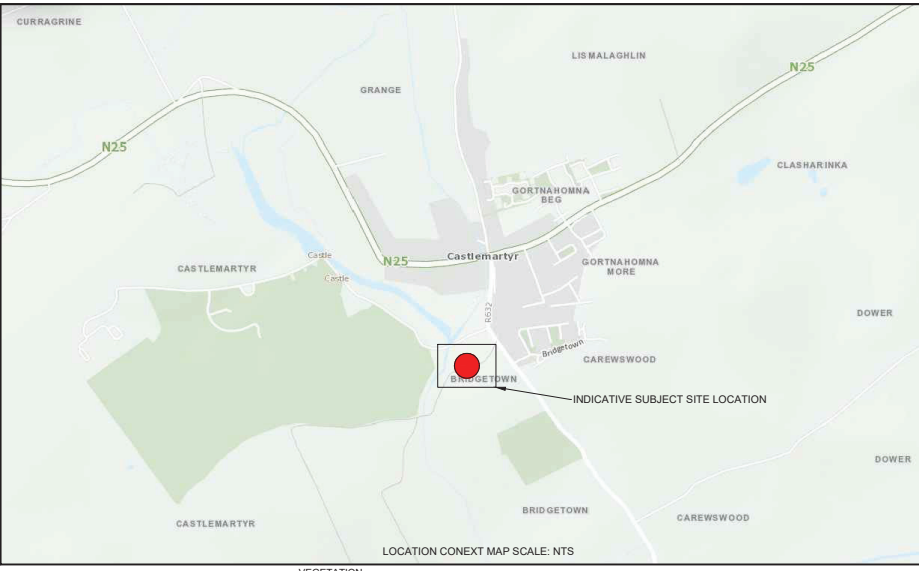 CURRAGRINE
LISMALAGHLIN
N25
GRANGE
N25
CLASHARINKA
GORTNAHOMNA
BEG
Castle
Castlemartyr
N25
GORTNAHOMNA
MORE
CASTLEMARTYR
Castle
R632
DOWER
Bridgetown
CAREWSWOOD
BRIDGETOWN
INDICATIVE SUBJECT SITE LOCATION
DOWER
BRIDGETOWN
CAREWSWOOD
CASTLEMARTYR
LOCATION CONEXT MAP SCALE: NTS
VEGETATION